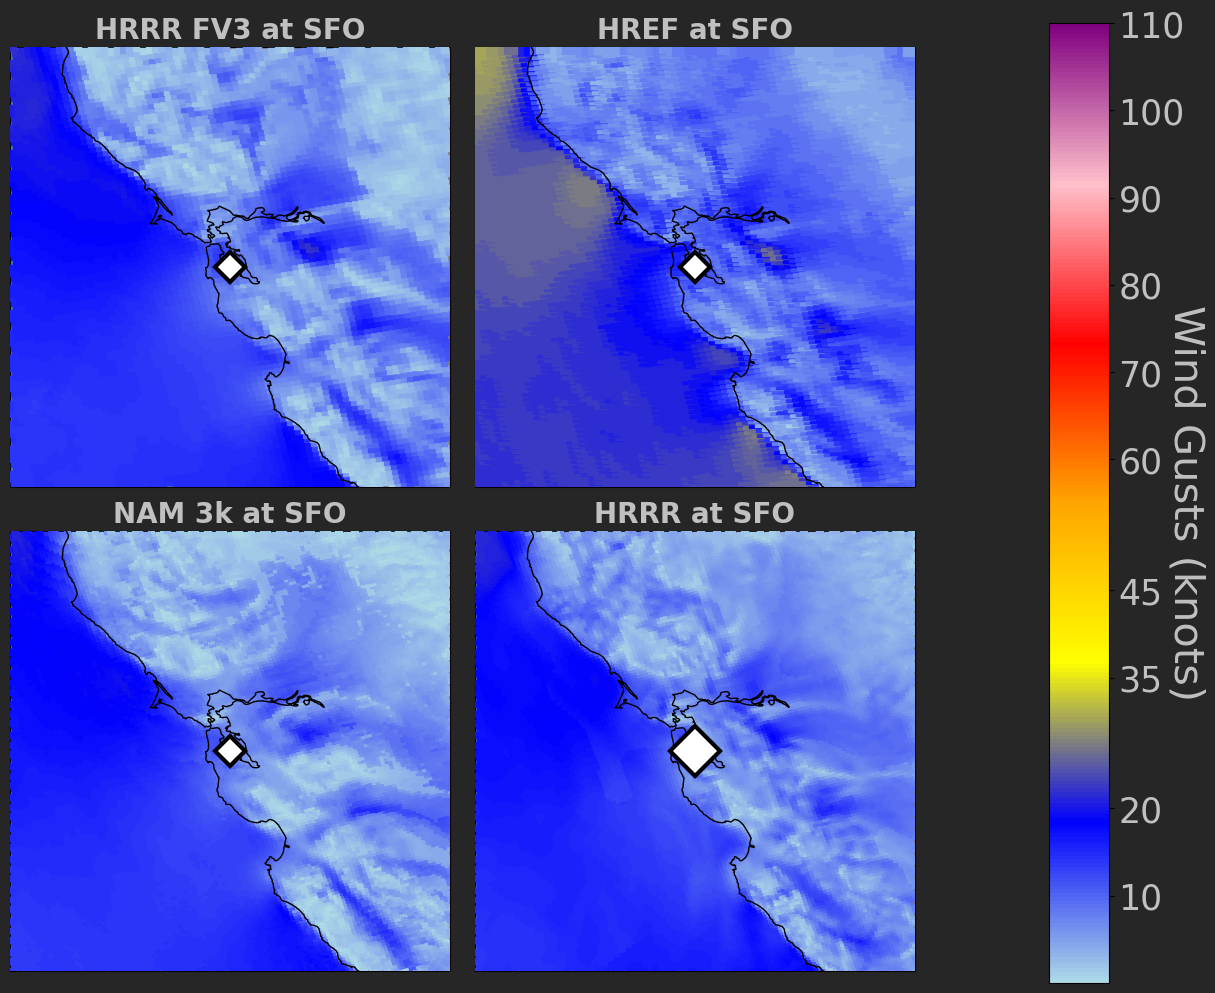 HRRR FV3 at SFO
HREF at SFO
NAM 3k at SFO
HRRR at SFO
110
100
90
80
70
60
45
35
20
10
Wind Gusts (knots)